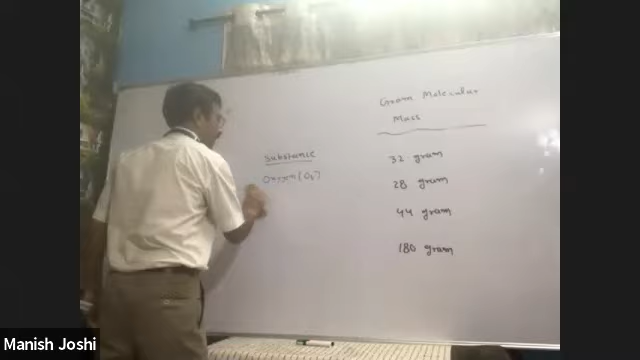 Gram Molecular
Mass
Substance
Oxygen (O₂)
32 gram
28 gram
44 gram
180 gram
Manish Joshi